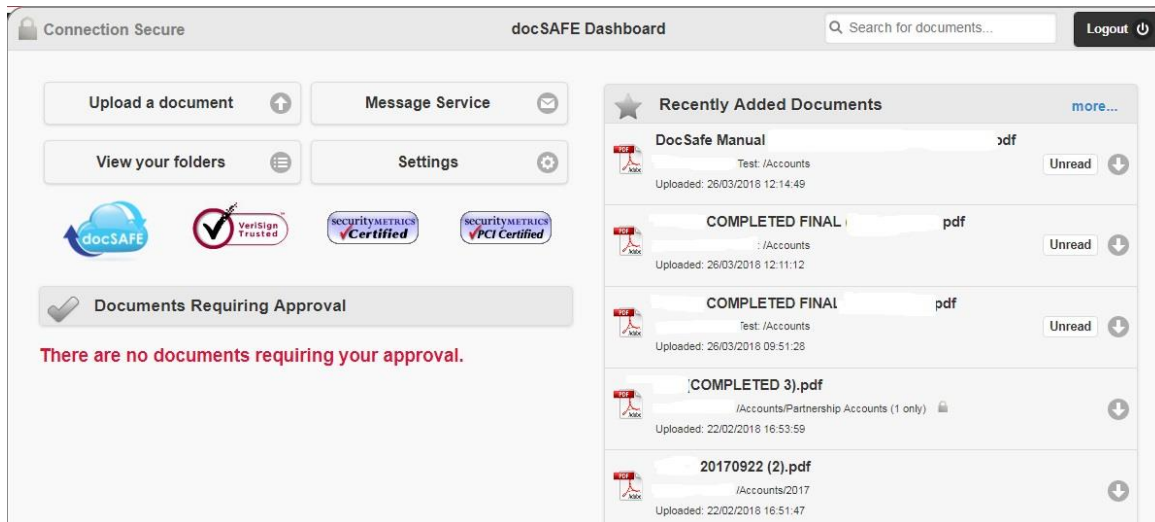 Connection Secure
docSAFE Dashboard
Search for documents...
Logout
Upload a document
Message Service
View your folders
Settings
docSAFE
VeriSign
Trusted
securityMETRICS
Certified
securityMETRICS
PCI Certified
Documents Requiring Approval
There are no documents requiring your approval.
Recently Added Documents
more...
DocSafe Manual pdf
Test: /Accounts
Unread
Uploaded: 26/03/2018 12:14:49
COMPLETED FINAL ( pdf
: /Accounts
Unread
Uploaded: 26/03/2018 12:11:12
COMPLETED FINAL .pdf
Test: /Accounts
Unread
Uploaded: 26/03/2018 09:51:28
(COMPLETED 3).pdf
/Accounts/Partnership Accounts (1 only)
Uploaded: 22/02/2018 16:53:59
20170922 (2).pdf
/Accounts/2017
Uploaded: 22/02/2018 16:51:47